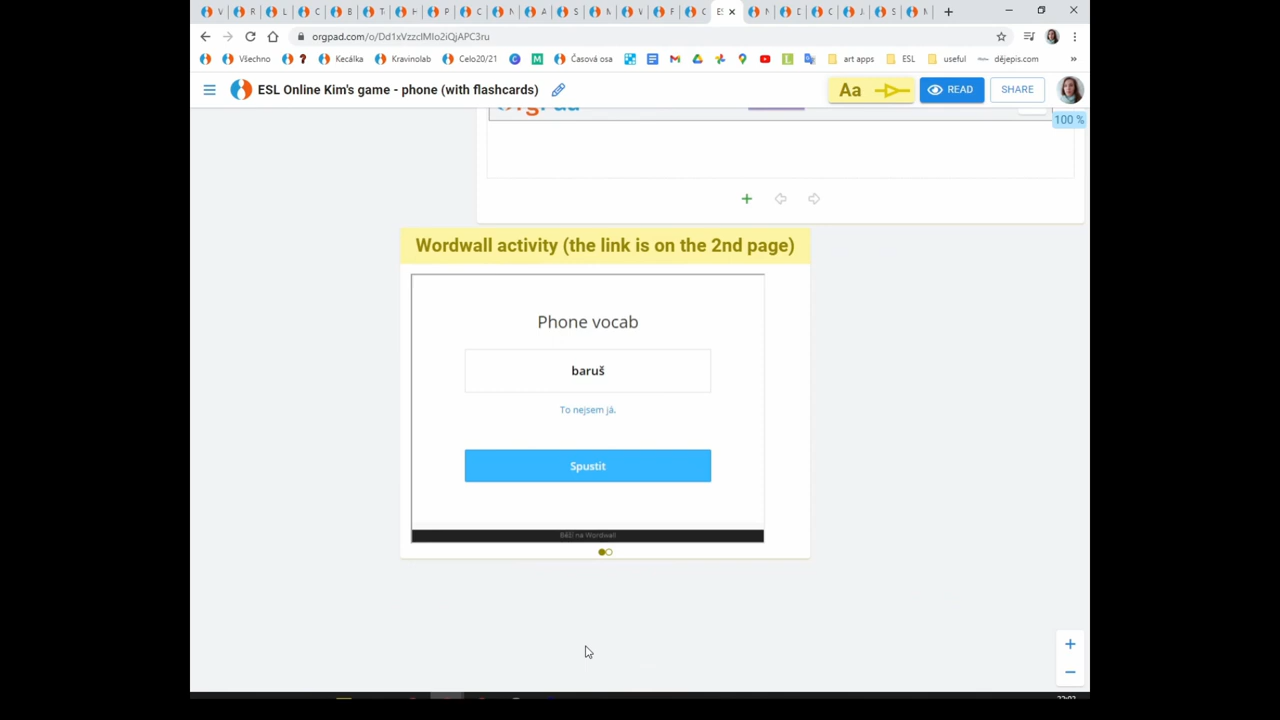 orgpad.com/o/Dd1xVzzcIMIo2iQjAPC3ru
Všechno ? Kecálka Kravinolab Celo20/21 Časová osa art apps ESL useful dějepis.com »
ESL Online Kim's game - phone (with flashcards) Aa READ SHARE
100 %
Wordwall activity (the link is on the 2nd page)
Phone vocab
baruš
To nejsem já.
Spustit
Běží na Wordwall